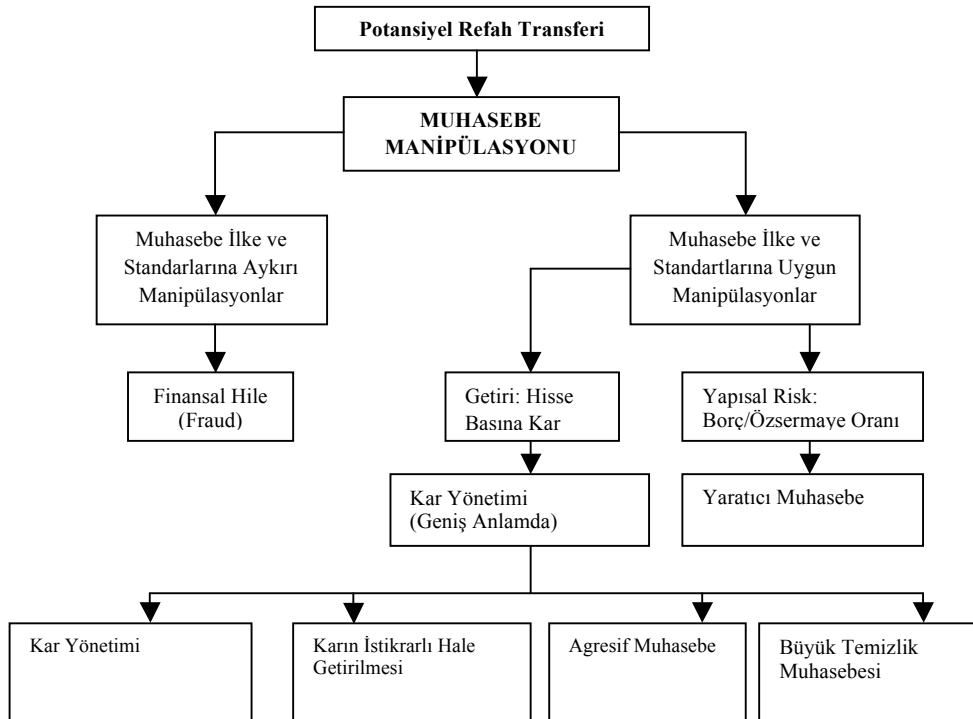 Potansiyel Refah Transferi
MUHASEBE
MANİPÜLASYONU
Muhasebe İlke ve
Standarlarına Aykırı
Manipülasyonlar
Muhasebe İlke ve
Standartlarına Uygun
Manipülasyonlar
Finansal Hile
(Fraud)
Getiri: Hisse
Basına Kar
Yapısal Risk:
Borç/Özsermaye Oranı
Kar Yönetimi
(Geniş Anlamda)
Yaratıcı Muhasebe
Kar Yönetimi
Karın İstikrarlı Hale
Getirilmesi
Agresif Muhasebe
Büyük Temizlik
Muhasebesi